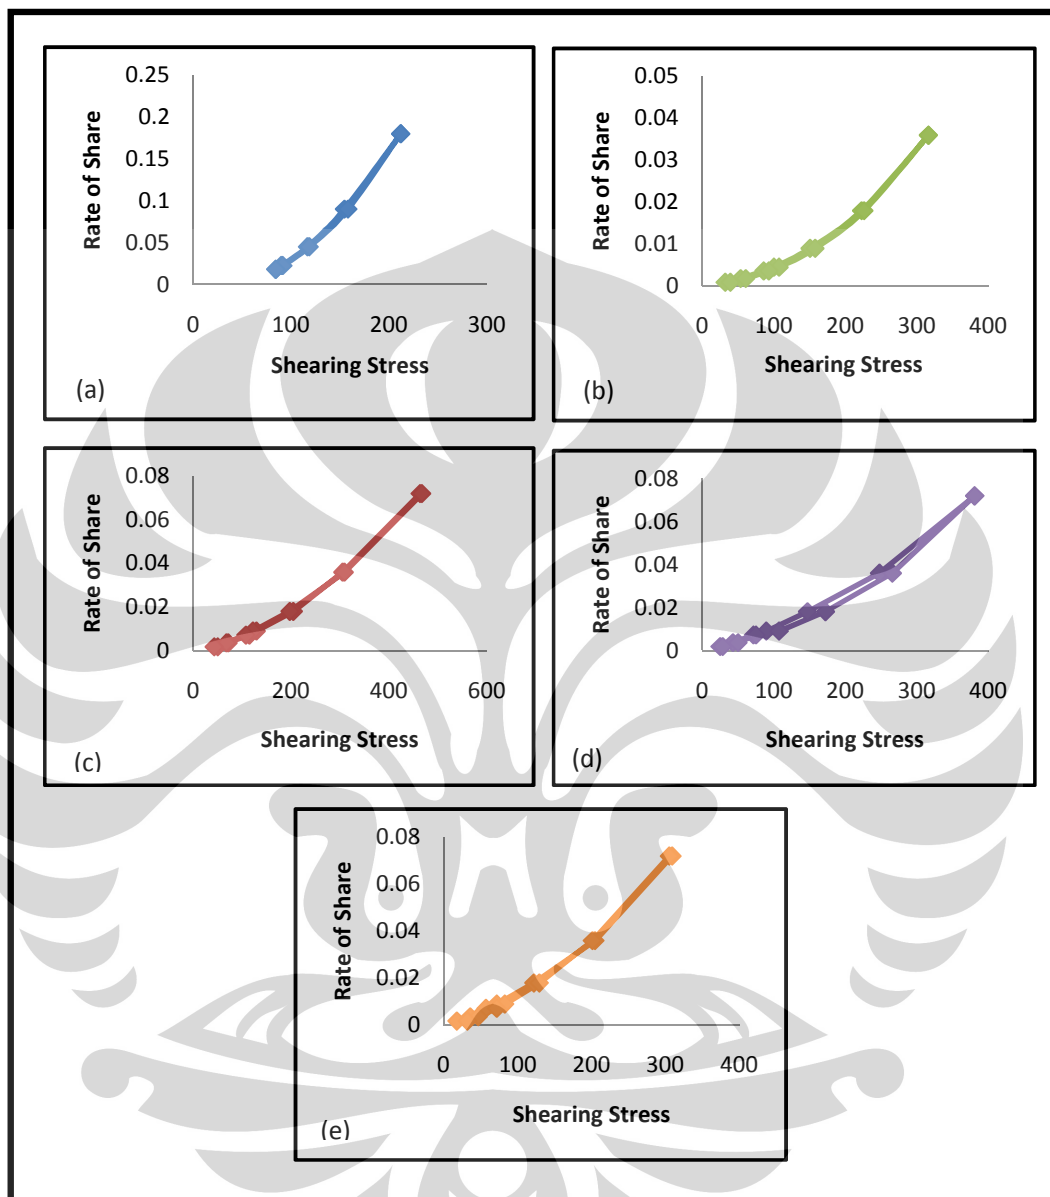 0.25
0.2
0.15
0.1
0.05
0
0 100 200 300
Rate of Share
Shearing Stress
(a)
0.05
0.04
0.03
0.02
0.01
0
0 100 200 300 400
Rate of Share
Shearing Stress
(b)
0.08
0.06
0.04
0.02
0
0 200 400 600
Rate of Share
Shearing Stress
(c)
0.08
0.06
0.04
0.02
0
0 100 200 300 400
Rate of Share
Shearing Stress
(d)
0.08
0.06
0.04
0.02
0
0 100 200 300 400
Rate of Share
Shearing Stress
(e)